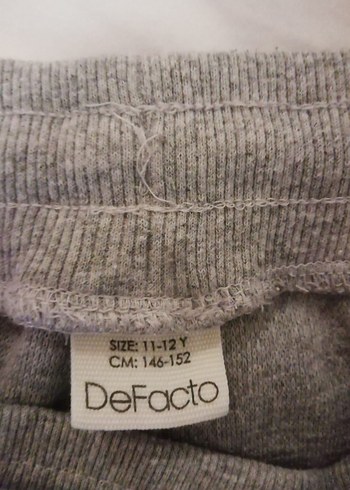 SIZE: 11-12 Y
CM: 146-152
DeFacto